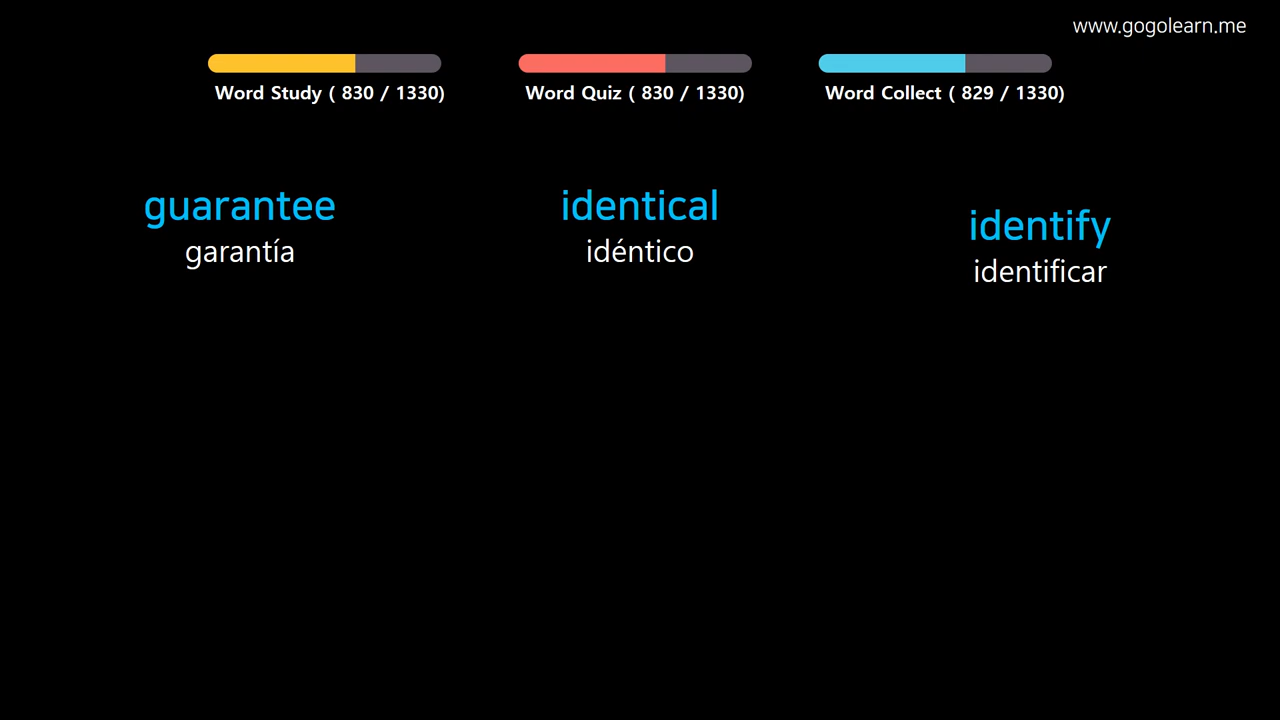 www.gogolearn.me
Word Study ( 830 / 1330)
Word Quiz ( 830 / 1330)
Word Collect ( 829 / 1330)
guarantee
garantía
identical
idéntico
identify
identificar